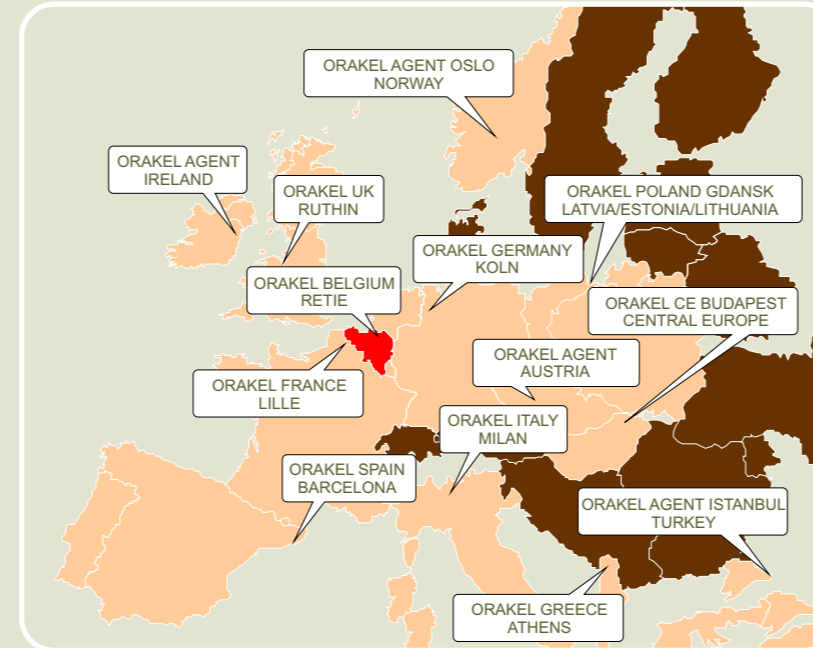 ORAKEL AGENT OSLO
NORWAY
ORAKEL AGENT
IRELAND
ORAKEL UK
RUTHIN
ORAKEL POLAND GDANSK
LATVIA/ESTONIA/LITHUANIA
ORAKEL GERMANY
KOLN
ORAKEL BELGIUM
RETIE
ORAKEL CE BUDAPEST
CENTRAL EUROPE
ORAKEL AGENT
AUSTRIA
ORAKEL FRANCE
LILLE
ORAKEL ITALY
MILAN
ORAKEL SPAIN
BARCELONA
ORAKEL AGENT ISTANBUL
TURKEY
ORAKEL GREECE
ATHENS